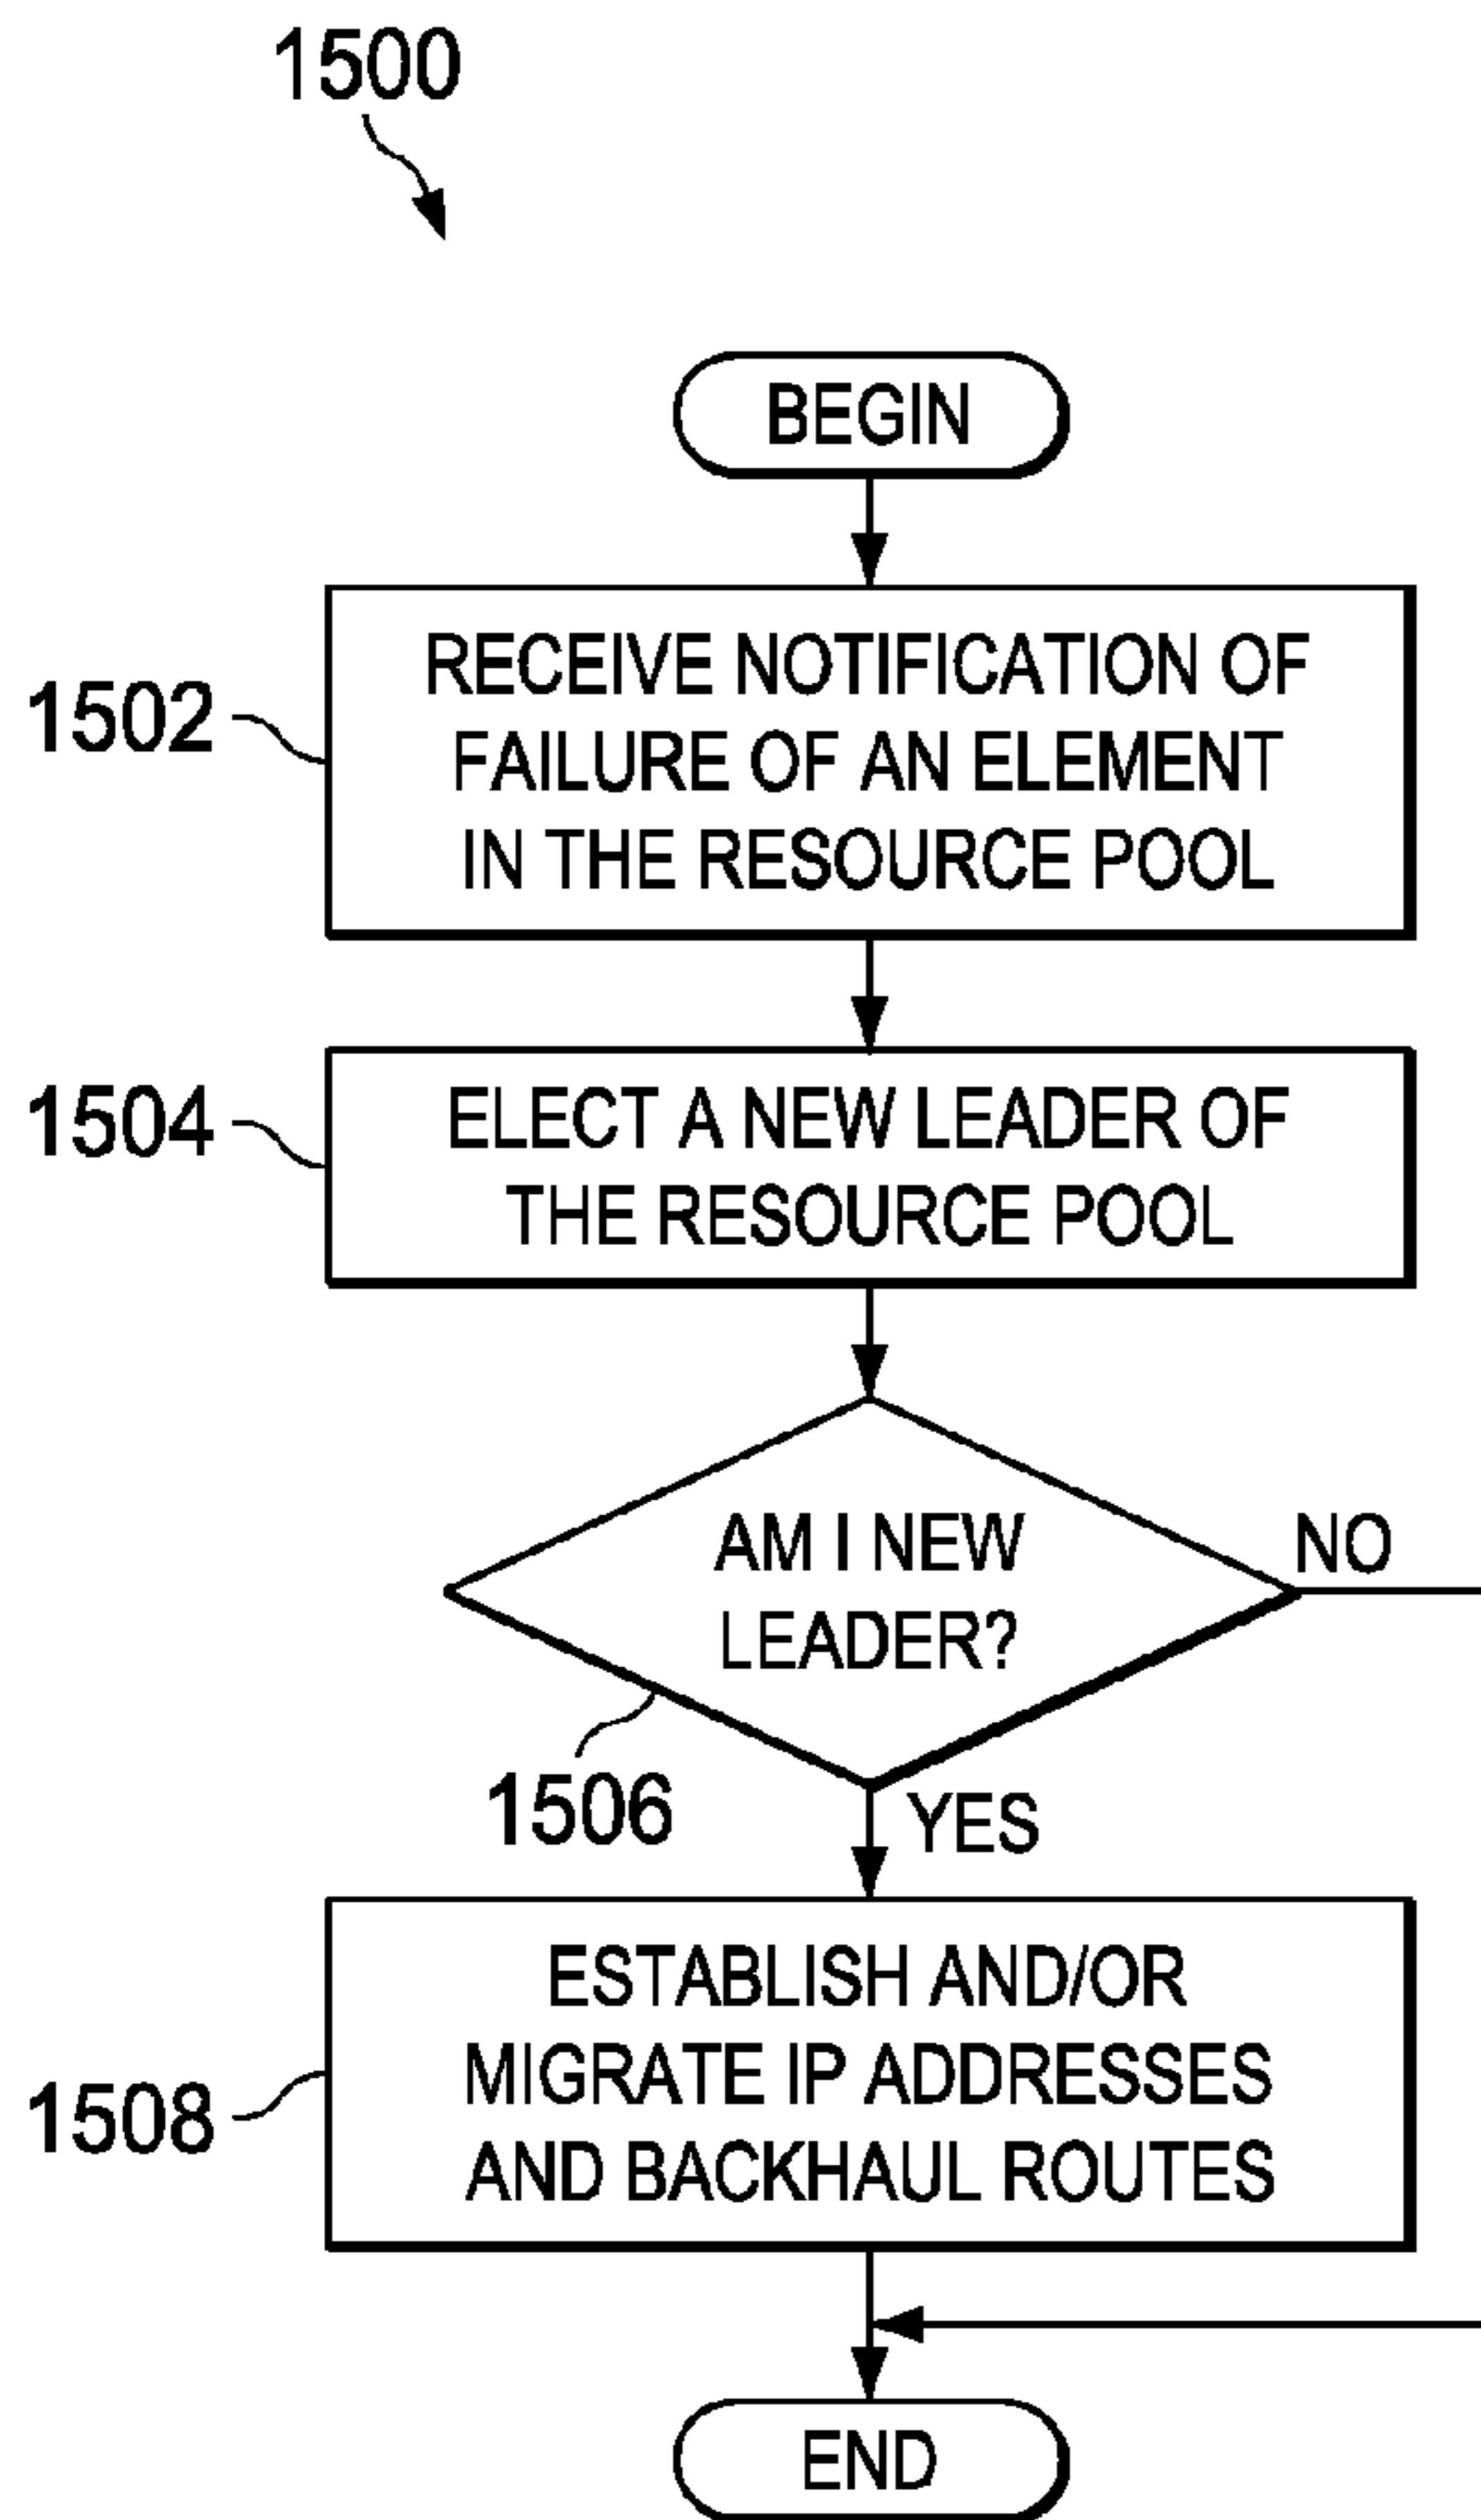 1500
BEGIN
1502
RECEIVE NOTIFICATION OF
FAILURE OF AN ELEMENT
IN THE RESOURCE POOL
1504
ELECT A NEW LEADER OF
THE RESOURCE POOL
AM I NEW
LEADER?
NO
1506
YES
1508
ESTABLISH AND/OR
MIGRATE IP ADDRESSES
AND BACKHAUL ROUTES
END